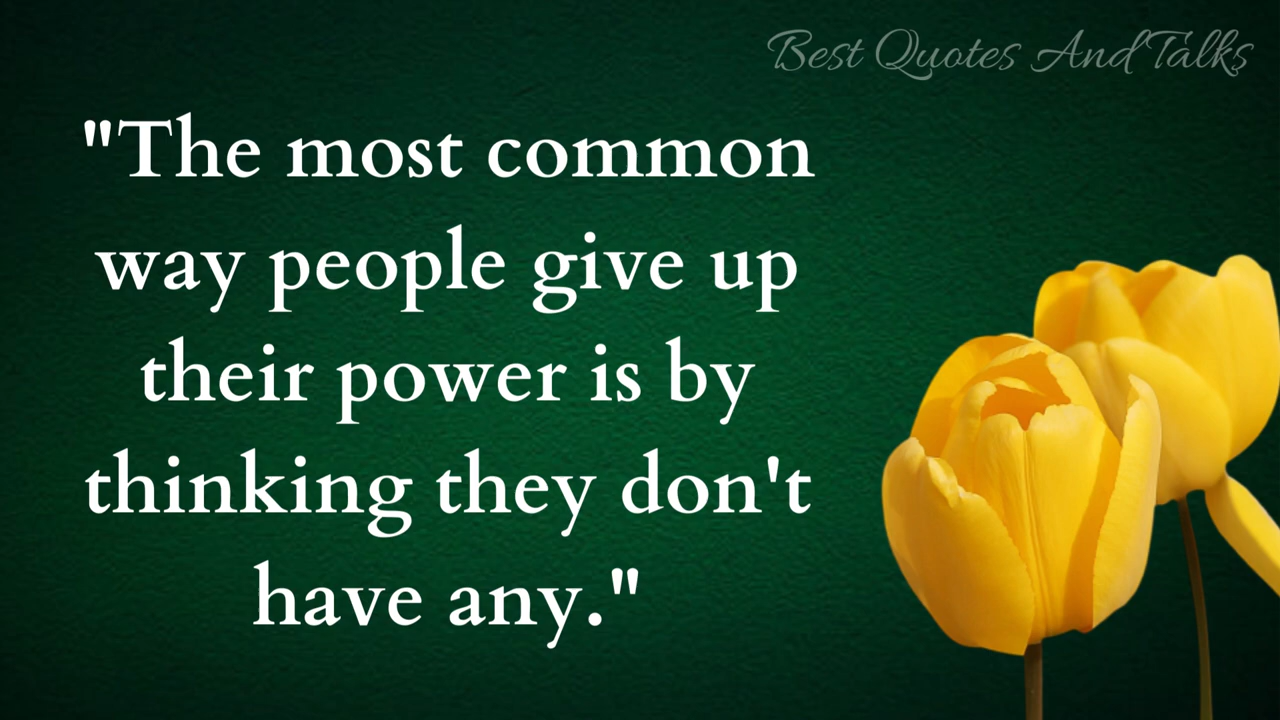 Best Quotes And Talks
"The most common
way people give up
their power is by
thinking they don't
have any."